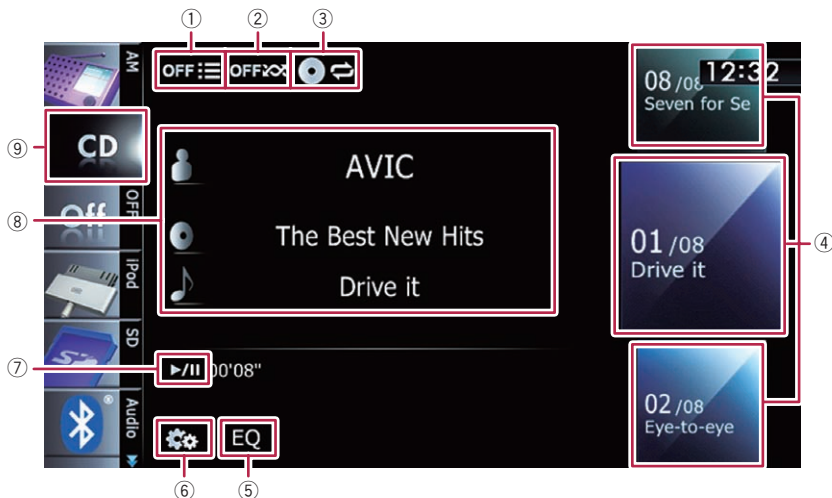 ① ② ③
AM
OFF OFF
08/08 12:32
Seven for Se
⑨ CD
OFF
Off
⑧ AVIC
The Best New Hits
Drive it
01/08
Drive it
④
iPod
SD
⑦ ►/II 00'08"
Audio
02/08
Eye-to-eye
EQ
⑥ ⑤